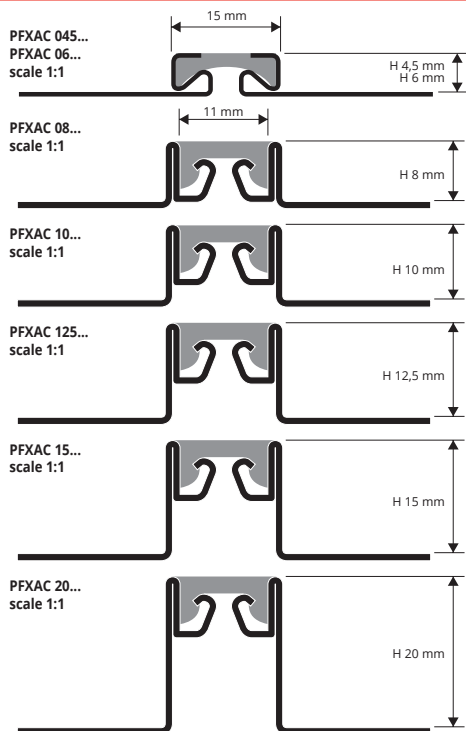 15 mm
PFXAC 045...
PFXAC 06...
scale 1:1
H 4,5 mm
H 6 mm
11 mm
PFXAC 08...
scale 1:1
H 8 mm
PFXAC 10...
scale 1:1
H 10 mm
PFXAC 125...
scale 1:1
H 12,5 mm
PFXAC 15...
scale 1:1
H 15 mm
PFXAC 20...
scale 1:1
H 20 mm